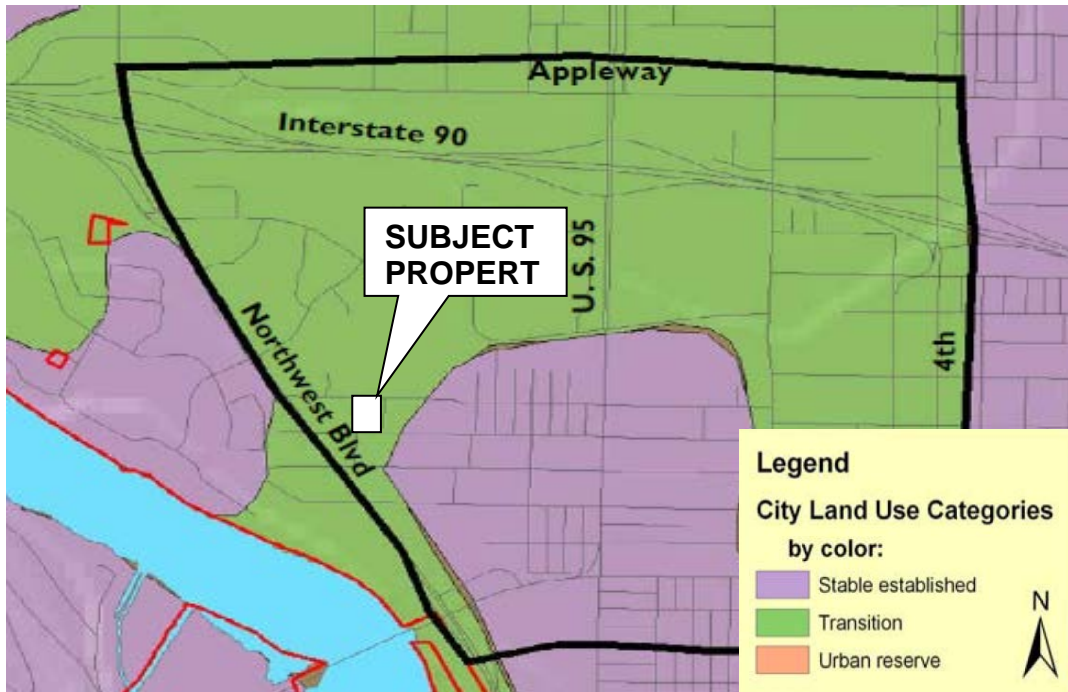 Appleway
Interstate 90
SUBJECT
PROPERT
U. S. 95
Northwest Blvd
4th
Legend
City Land Use Categories
by color:
Stable established
Transition
Urban reserve
N